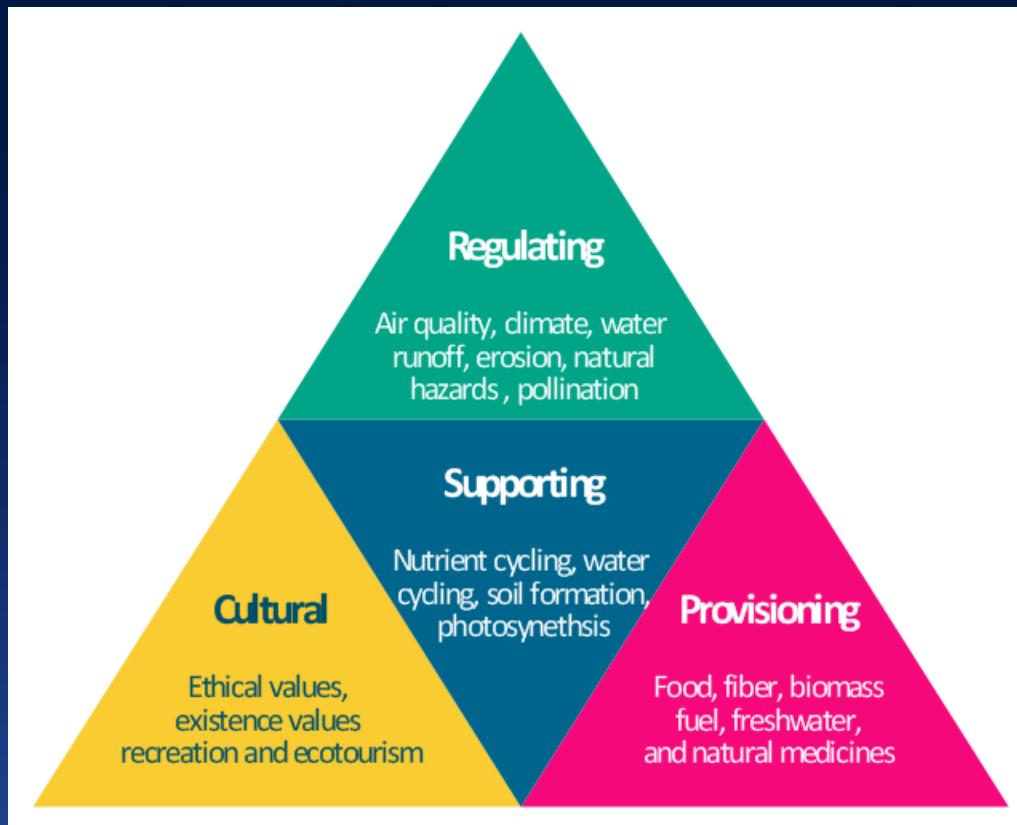 Regulating
Air quality, climate, water
runoff, erosion, natural
hazards , pollination
Supporting
Nutrient cycling, water
cycling, soil formation,
photosynethsis
Cultural
Ethical values,
existence values
recreation and ecotourism
Provisioning
Food, fiber, biomass
fuel, freshwater,
and natural medicines